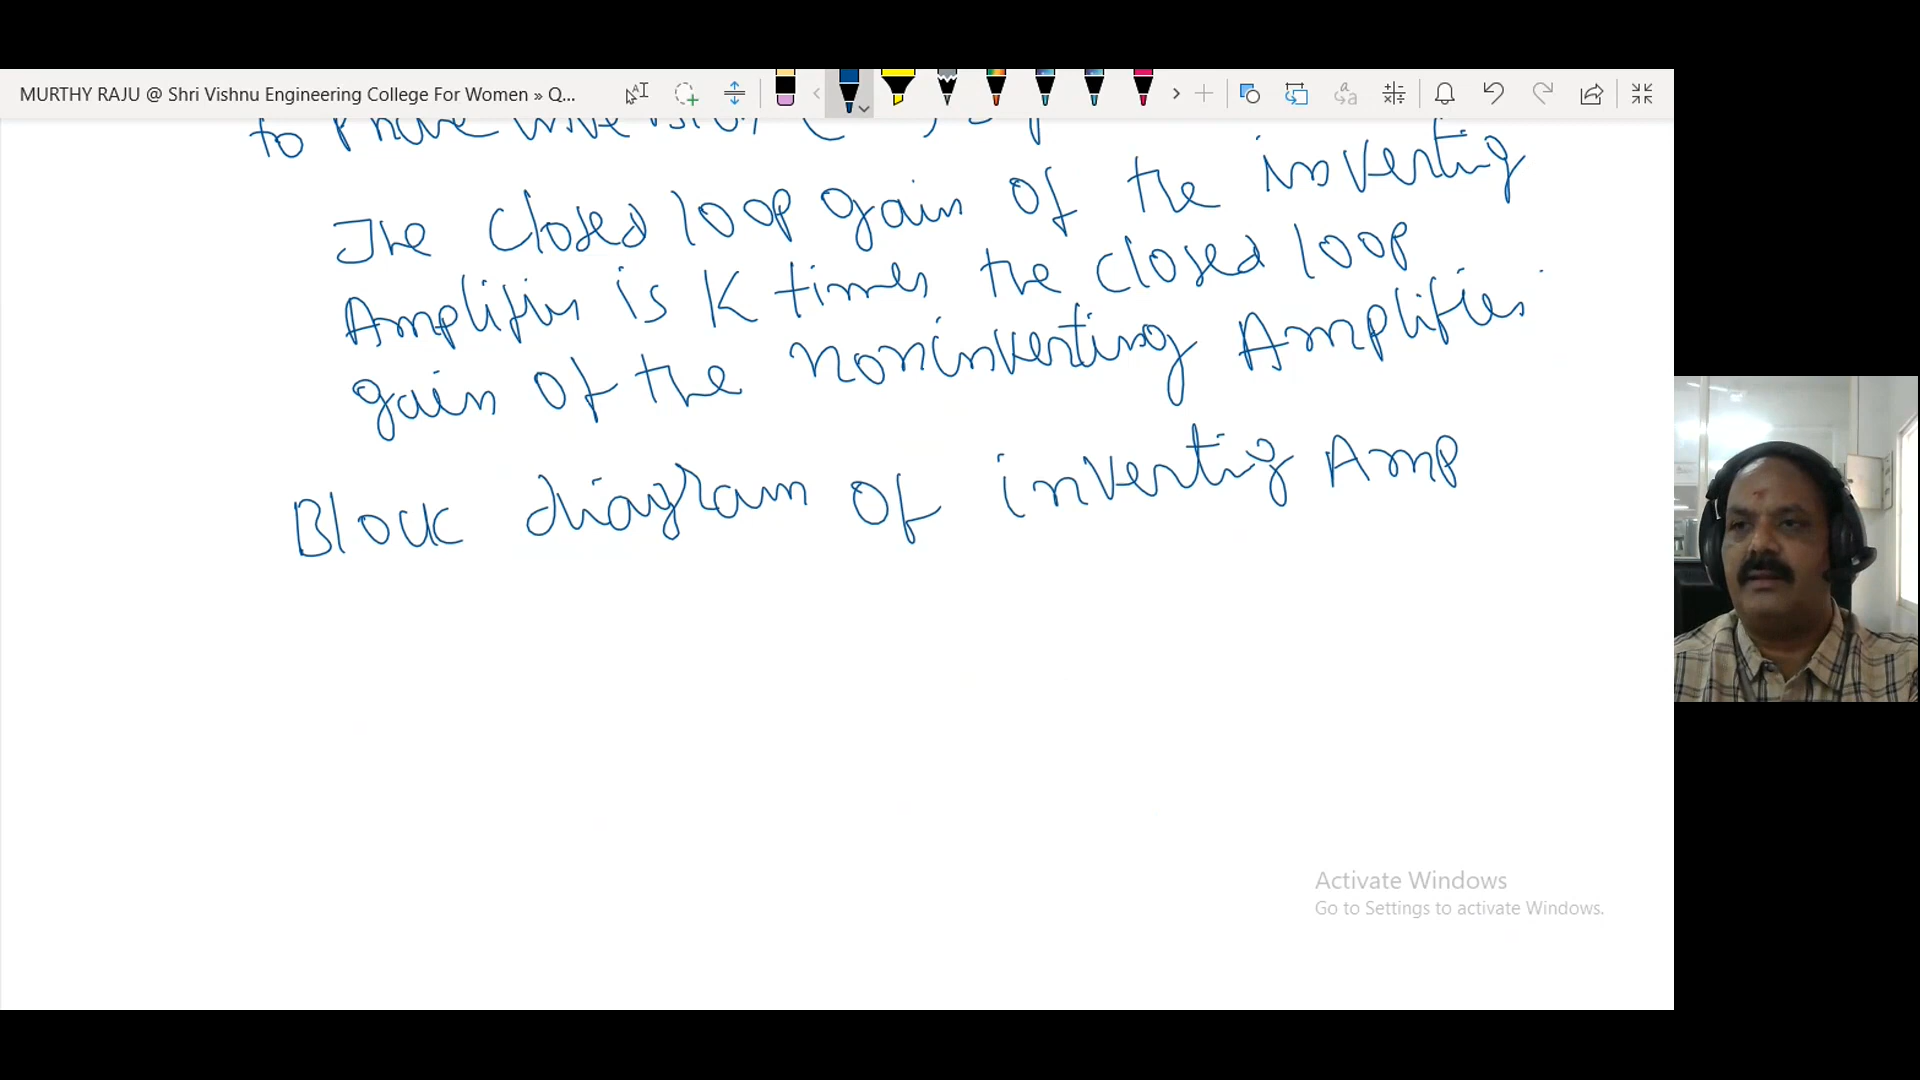 MURTHY RAJU @ Shri Vishnu Engineering College For Women » Q...
to
The closed loop gain of the inverting
Amplifier is K times the closed loop
gain of the noninverting Amplifier.
Block diagram of inverting Amp
Activate Windows
Go to Settings to activate Windows.